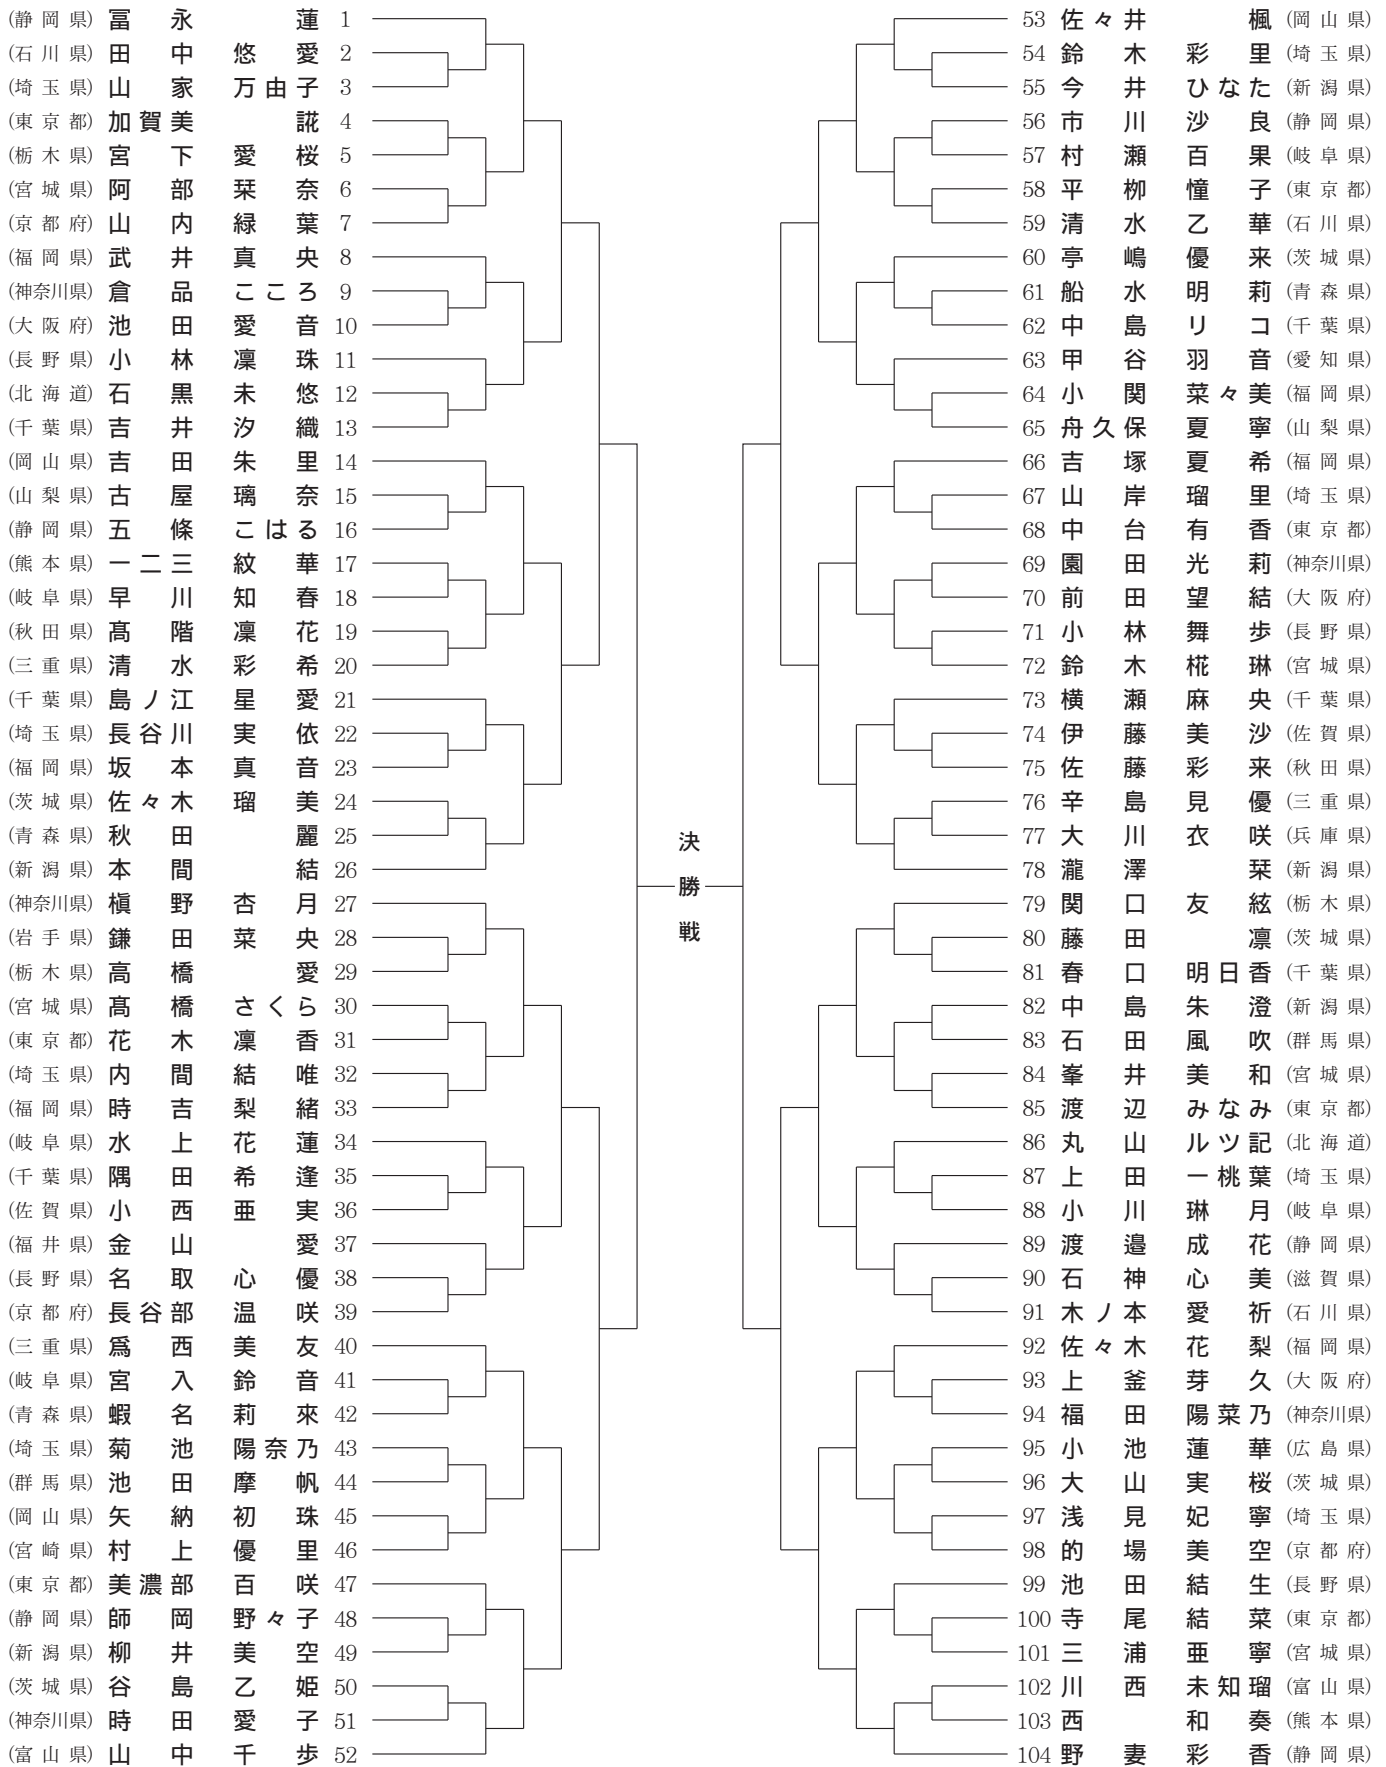 (静岡県) 冨永蓮 1
(石川県) 田中悠愛 2
(埼玉県) 山家万由子 3
(東京都) 加賀美誮 4
(栃木県) 宮下愛桜 5
(宮城県) 阿部栞奈 6
(京都府) 山内緑葉 7
(福岡県) 武井真央 8
(神奈川県) 倉品こころ 9
(大阪府) 池田愛音 10
(長野県) 小林凜珠 11
(北海道) 石黒未悠 12
(千葉県) 吉井汐織 13
(岡山県) 吉田朱里 14
(山梨県) 古屋璃奈 15
(静岡県) 五條こはる 16
(熊本県) 一二三紋華 17
(岐阜県) 早川知春 18
(秋田県) 髙階凜花 19
(三重県) 清水彩希 20
(千葉県) 島ノ江星愛 21
(埼玉県) 長谷川実依 22
(福岡県) 坂本真音 23
(茨城県) 佐々木瑠美 24
(青森県) 秋田麗 25
(新潟県) 本間結 26
(神奈川県) 槇野杏月 27
(岩手県) 鎌田菜央 28
(栃木県) 高橋愛 29
(宮城県) 髙橋さくら 30
(東京都) 花木凜香 31
(埼玉県) 内間結唯 32
(福岡県) 時吉梨緒 33
(岐阜県) 水上花蓮 34
(千葉県) 隅田希逢 35
(佐賀県) 小西亜実 36
(福井県) 金山愛 37
(長野県) 名取心優 38
(京都府) 長谷部温咲 39
(三重県) 爲西美友 40
(岐阜県) 宮入鈴音 41
(青森県) 蝦名莉來 42
(埼玉県) 菊池陽奈乃 43
(群馬県) 池田摩帆 44
(岡山県) 矢納初珠 45
(宮崎県) 村上優里 46
(東京都) 美濃部百咲 47
(静岡県) 師岡野々子 48
(新潟県) 柳井美空 49
(茨城県) 谷島乙姫 50
(神奈川県) 時田愛子 51
(富山県) 山中千歩 52
決勝戦
53 佐々井楓 (岡山県)
54 鈴木彩里 (埼玉県)
55 今井ひなた (新潟県)
56 市川沙良 (静岡県)
57 村瀬百果 (岐阜県)
58 平栁憧子 (東京都)
59 清水乙華 (石川県)
60 亭嶋優来 (茨城県)
61 船水明莉 (青森県)
62 中島リコ (千葉県)
63 甲谷羽音 (愛知県)
64 小関菜々美 (福岡県)
65 舟久保夏寧 (山梨県)
66 吉塚夏希 (福岡県)
67 山岸瑠里 (埼玉県)
68 中台有香 (東京都)
69 園田光莉 (神奈川県)
70 前田望結 (大阪府)
71 小林舞歩 (長野県)
72 鈴木椛琳 (宮城県)
73 横瀬麻央 (千葉県)
74 伊藤美沙 (佐賀県)
75 佐藤彩来 (秋田県)
76 辛島見優 (三重県)
77 大川衣咲 (兵庫県)
78 瀧澤栞 (新潟県)
79 関口友絃 (栃木県)
80 藤田凛 (茨城県)
81 春口明日香 (千葉県)
82 中島朱澄 (新潟県)
83 石田風吹 (群馬県)
84 峯井美和 (宮城県)
85 渡辺みなみ (東京都)
86 丸山ルツ記 (北海道)
87 上田一桃葉 (埼玉県)
88 小川琳月 (岐阜県)
89 渡邉成花 (静岡県)
90 石神心美 (滋賀県)
91 木ノ本愛祈 (石川県)
92 佐々木花梨 (福岡県)
93 上釜芽久 (大阪府)
94 福田陽菜乃 (神奈川県)
95 小池蓮華 (広島県)
96 大山実桜 (茨城県)
97 浅見妃寧 (埼玉県)
98 的場美空 (京都府)
99 池田結生 (長野県)
100 寺尾結菜 (東京都)
101 三浦亜寧 (宮城県)
102 川西未知瑠 (富山県)
103 西和奏 (熊本県)
104 野妻彩香 (静岡県)